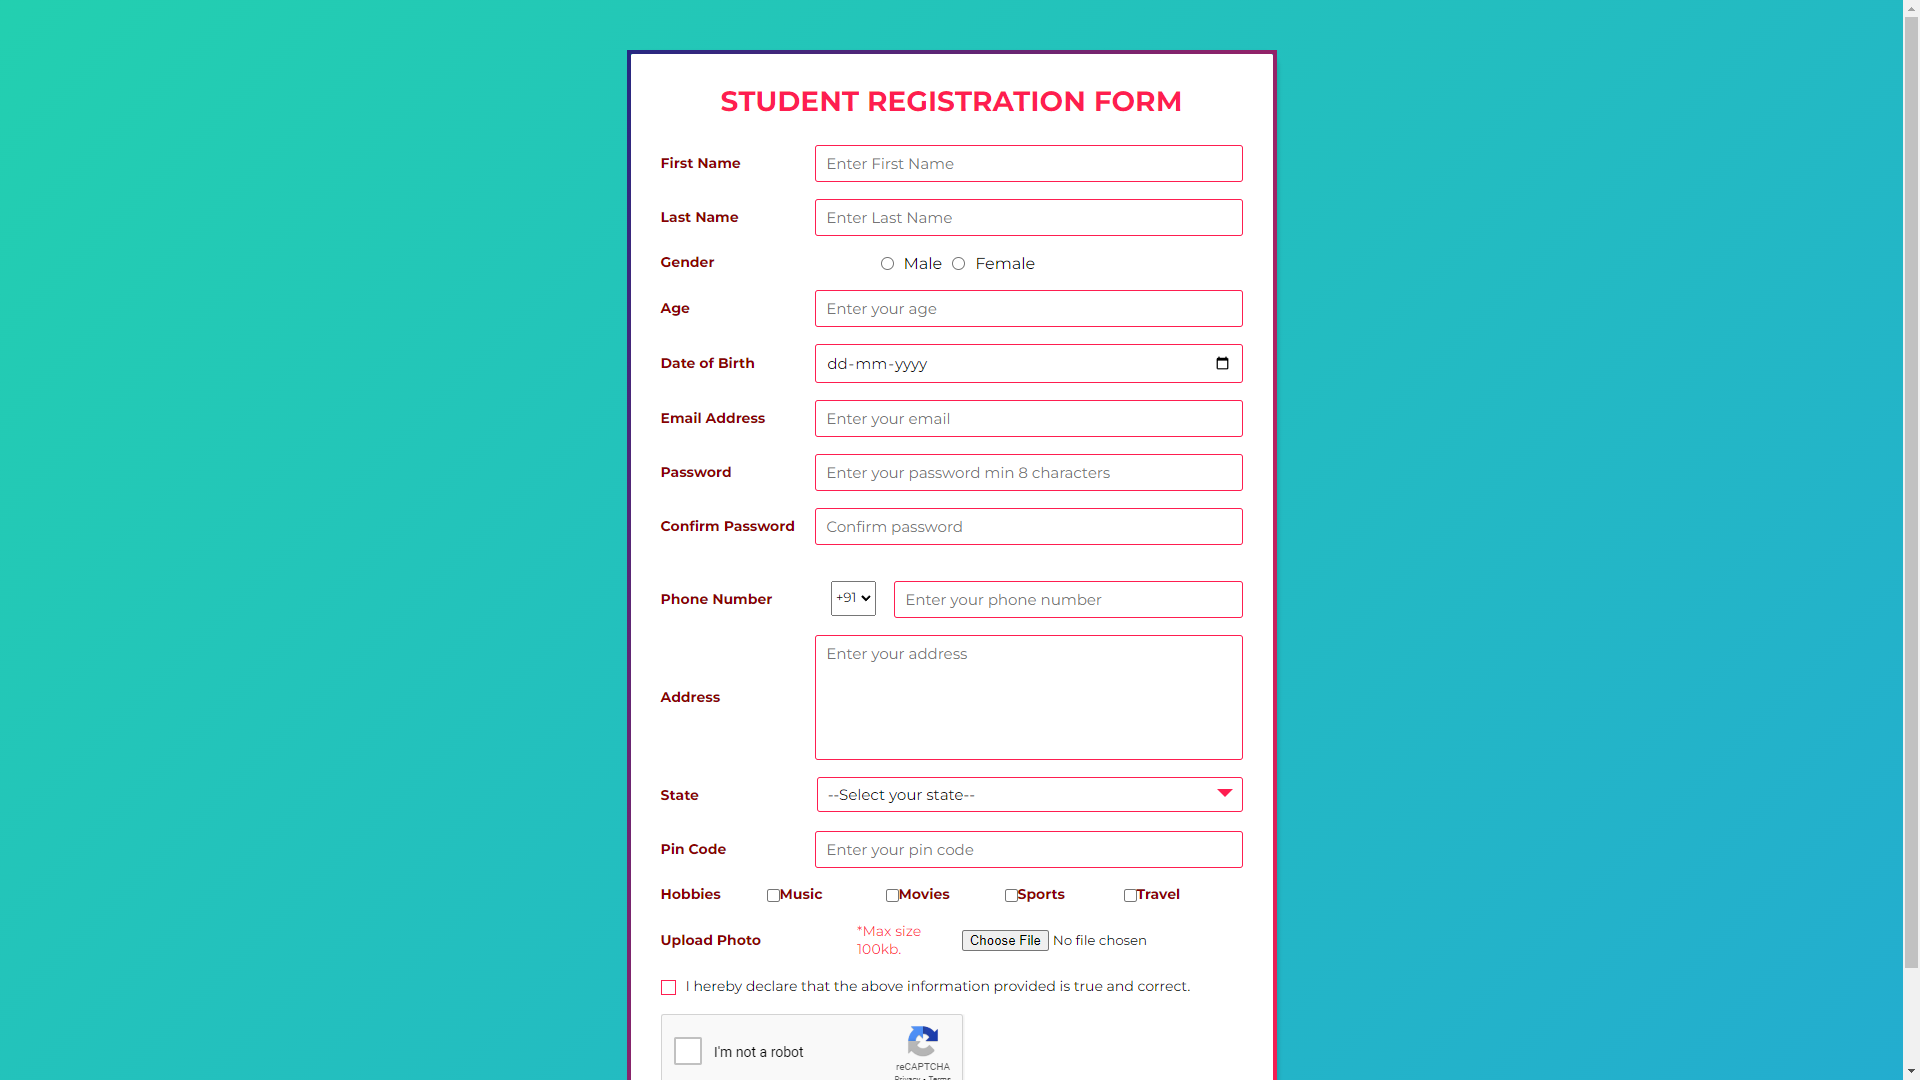 STUDENT REGISTRATION FORM
First Name Enter First Name
Last Name Enter Last Name
Gender Male Female
Age Enter your age
Date of Birth dd-mm-yyyy
Email Address Enter your email
Password Enter your password min 8 characters
Confirm Password Confirm password
Phone Number +91 Enter your phone number
Enter your address
Address
State --Select your state--
Pin Code Enter your pin code
Hobbies Music Movies Sports Travel
*Max size
Upload Photo Choose File No file chosen
100kb.
I hereby declare that the above information provided is true and correct.
I'm not a robot
reCAPTCHA
Privacy - Terms